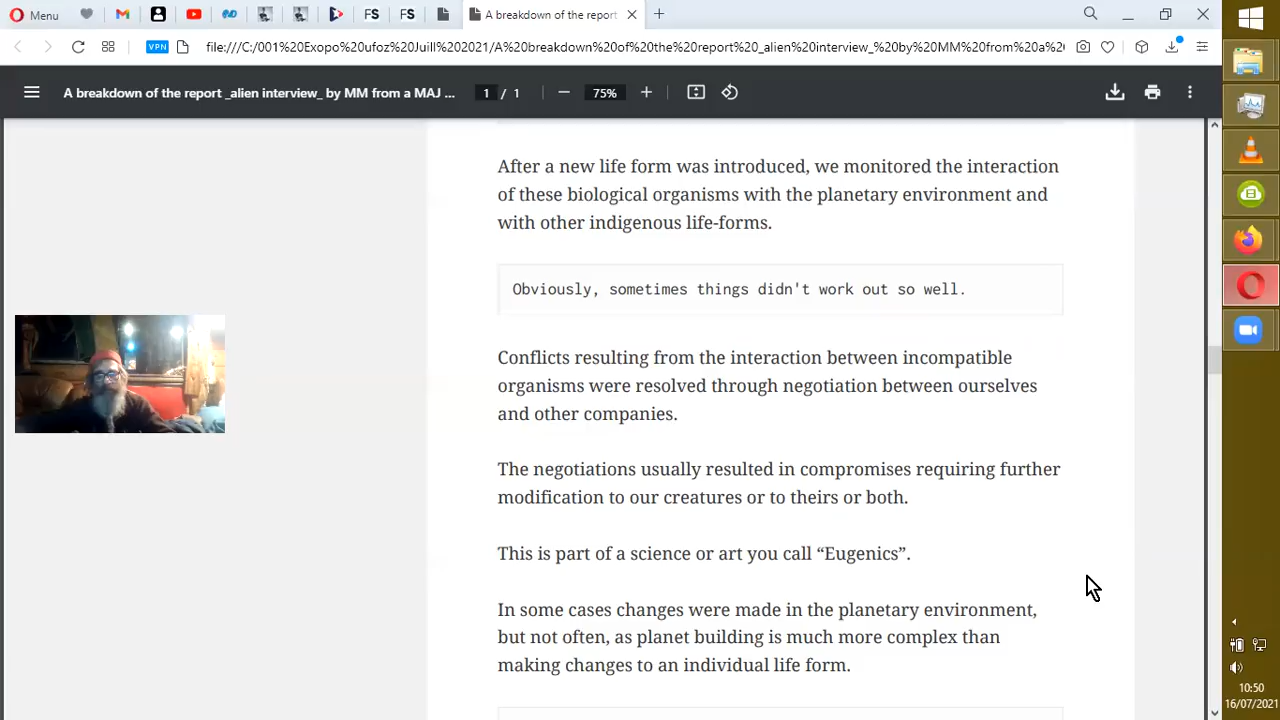 Menu
FS
FS
A breakdown of the report
VPN
file:///C:/001%20Exopo%20ufoz%20Juill%202021/A%20breakdown%20of%20the%20report%20_alien%20interview_%20by%20MM%20from%20a%2
A breakdown of the report _alien interview_ by MM from a MAJ ...
1 / 1
75%
After a new life form was introduced, we monitored the interaction
of these biological organisms with the planetary environment and
with other indigenous life-forms.
Obviously, sometimes things didn't work out so well.
Conflicts resulting from the interaction between incompatible
organisms were resolved through negotiation between ourselves
and other companies.
The negotiations usually resulted in compromises requiring further
modification to our creatures or to theirs or both.
This is part of a science or art you call “Eugenics”.
In some cases changes were made in the planetary environment,
but not often, as planet building is much more complex than
making changes to an individual life form.
10:50
16/07/2021